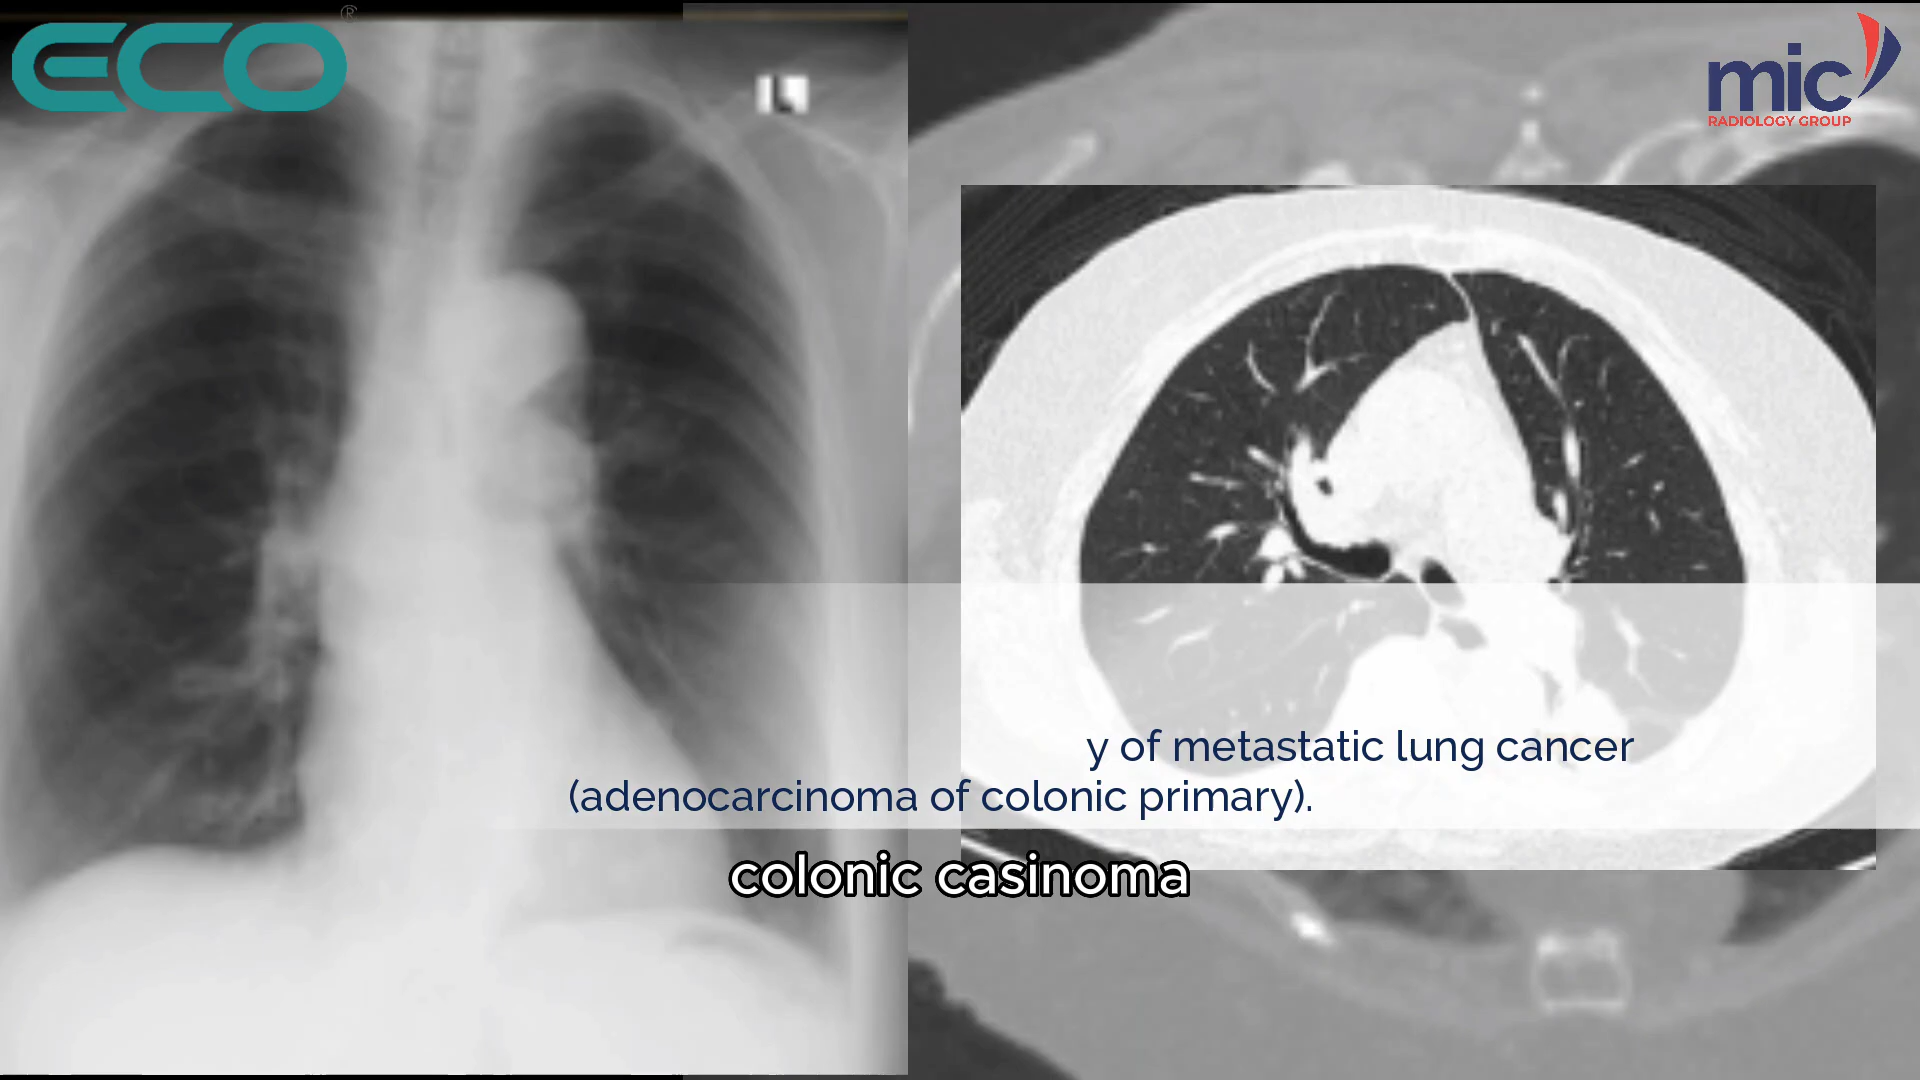 ®
ECO
L
mic
RADIOLOGY GROUP
y of metastatic lung cancer
(adenocarcinoma of colonic primary).
colonic casinoma